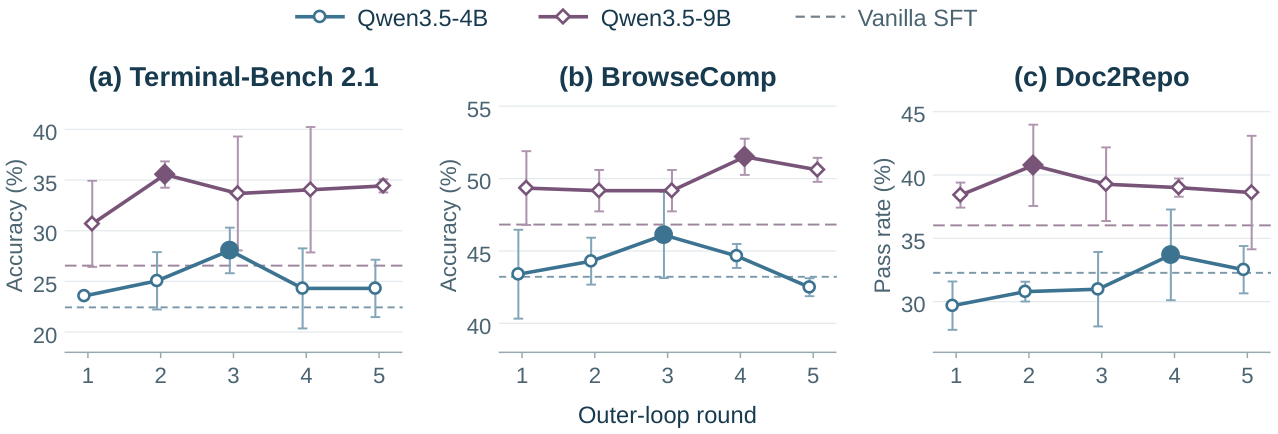 Qwen3.5-4B Qwen3.5-9B Vanilla SFT
(a) Terminal-Bench 2.1
Accuracy (%)
40
35
30
25
20
1 2 3 4 5
(b) BrowseComp
Accuracy (%)
55
50
45
40
1 2 3 4 5
(c) Doc2Repo
Pass rate (%)
45
40
35
30
1 2 3 4 5
Outer-loop round